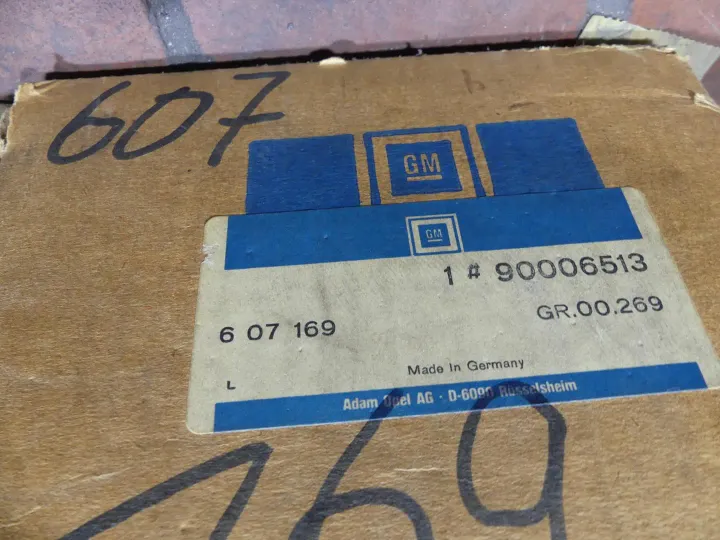 607
GM
GM
1 # 90006513
6 07 169
GR.00.269
Made In Germany
L
Adam Opel AG · D-6090 Rüsselsheim
169